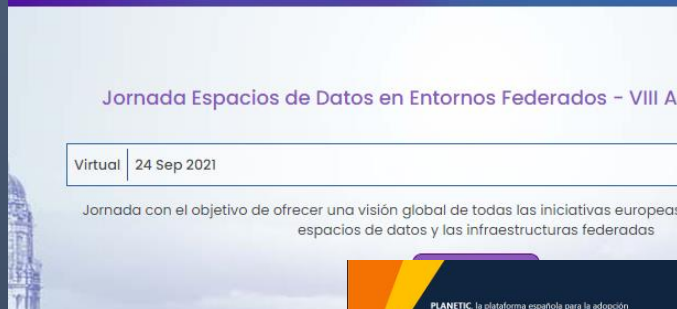 Jornada Espacios de Datos en Entornos Federados - VIII A
Virtual 24 Sep 2021
Jornada con el objetivo de ofrecer una visión global de todas las iniciativas europeas
espacios de datos y las infraestructuras federadas
PLANETIC, la plataforma española para la adopción